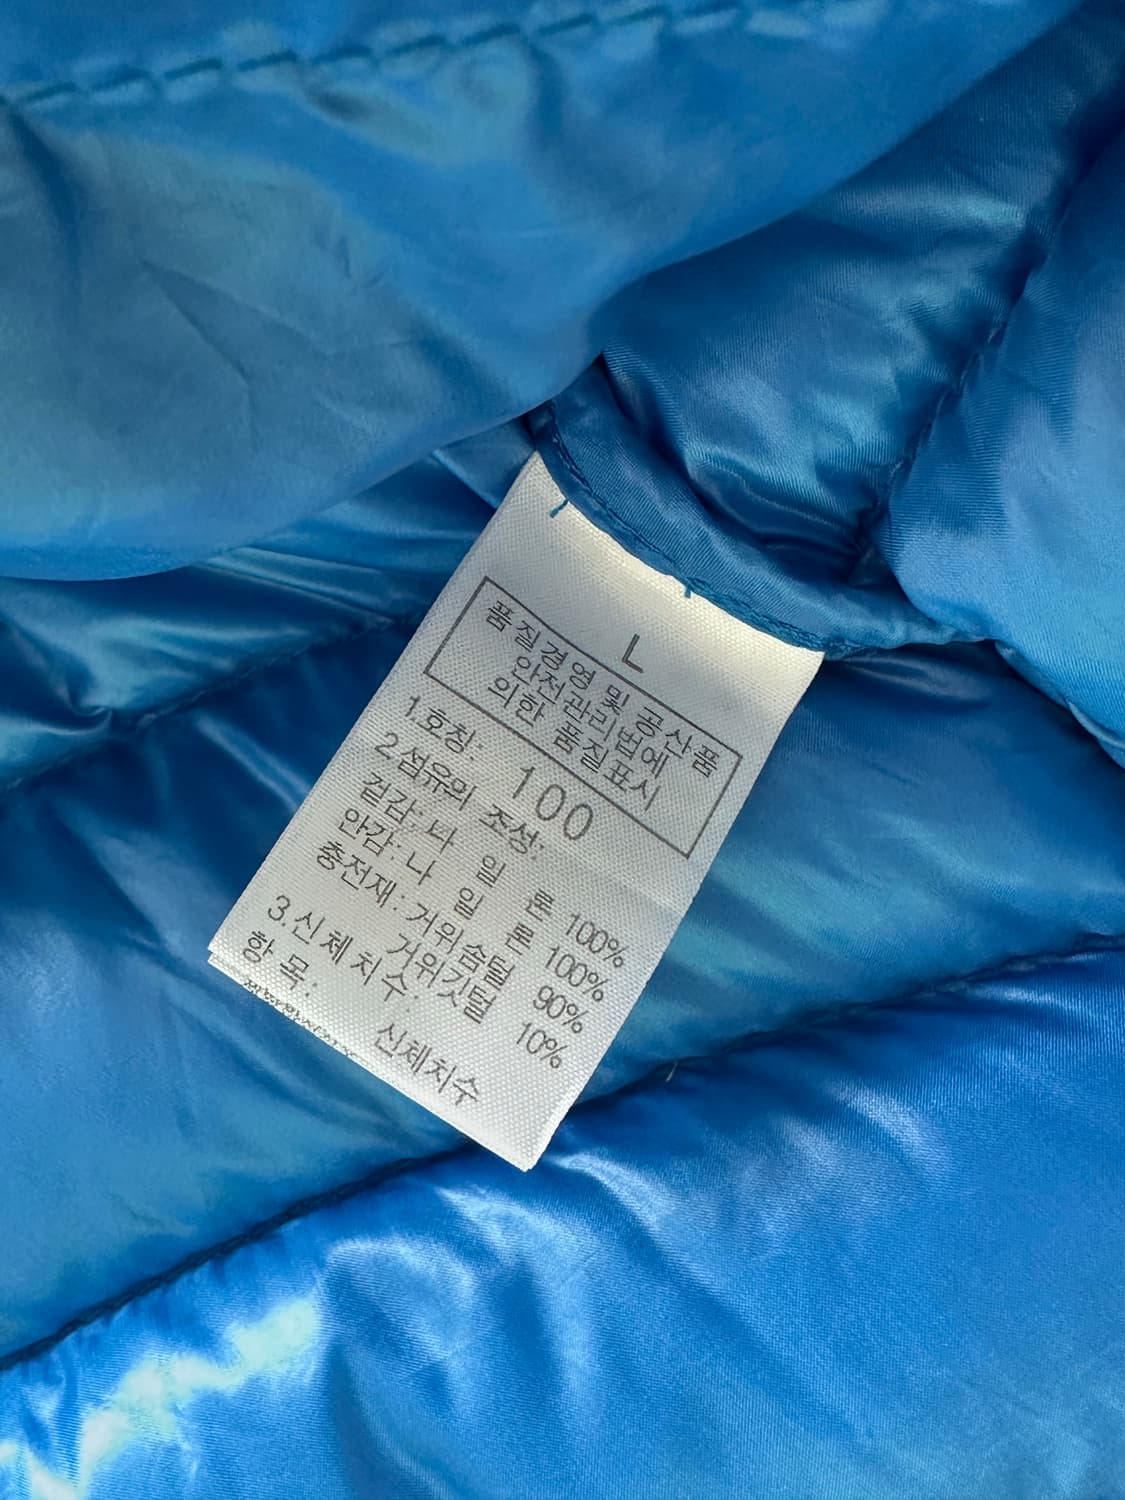 L
품질경영 및 공산품
안전관리법에
의한 품질표시
1.호칭: 100
2.섬유의 조성:
겉감: 나 일 론 100%
안감: 나 일 론 100%
충전재: 거위솜털 90%
거위깃털 10%
3.신체치수:
항 목: 신체치수